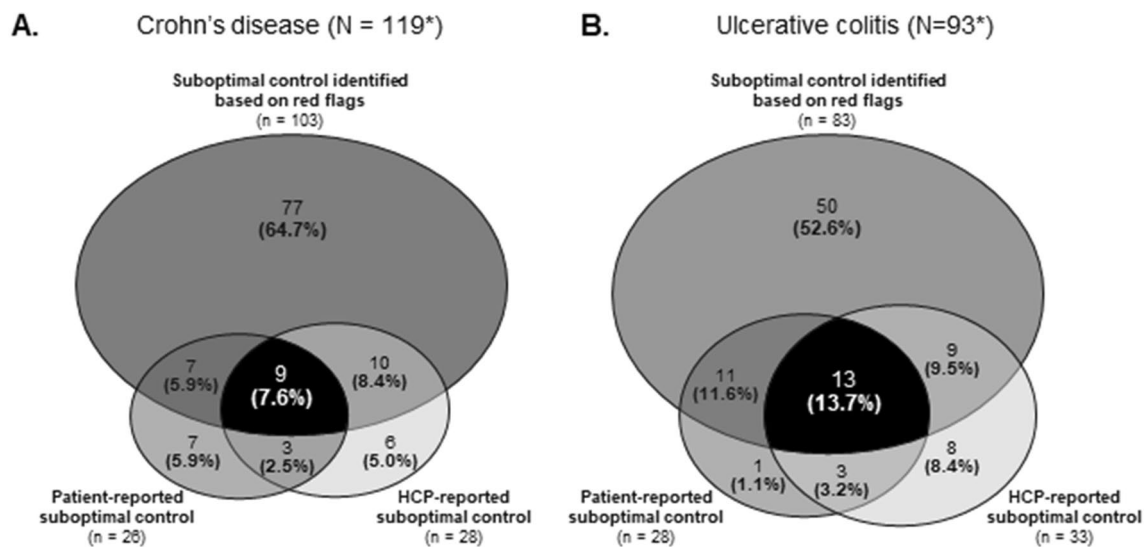 A. Crohn's disease (N = 119*)
Suboptimal control identified
based on red flags
(n = 103)
77
(64.7%)
7
(5.9%)
9
(7.6%)
10
(8.4%)
7
(5.9%)
3
(2.5%)
6
(5.0%)
Patient-reported
suboptimal control
(n = 26)
HCP-reported
suboptimal control
(n = 28)
B. Ulcerative colitis (N=93*)
Suboptimal control identified
based on red flags
(n = 83)
50
(52.6%)
11
(11.6%)
13
(13.7%)
9
(9.5%)
1
(1.1%)
3
(3.2%)
8
(8.4%)
Patient-reported
suboptimal control
(n = 28)
HCP-reported
suboptimal control
(n = 33)